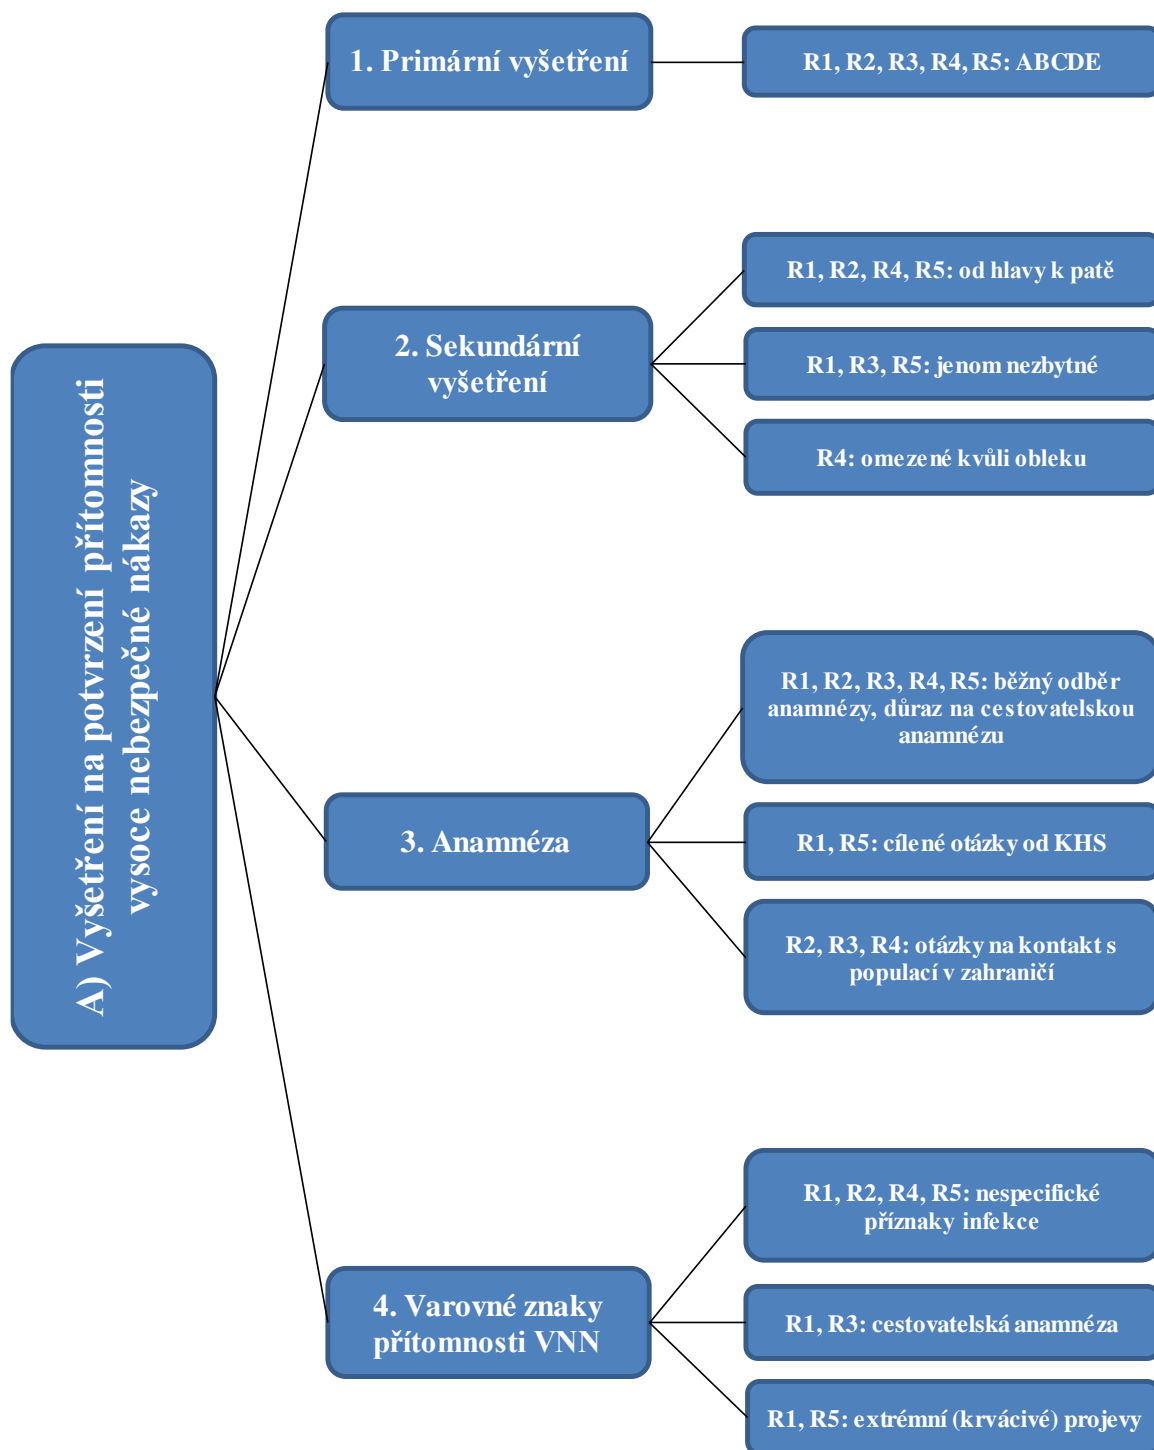 A) Vyšetření na potvrzení přítomnosti
vysoce nebezpečné nákazy
1. Primární vyšetření
R1, R2, R3, R4, R5: ABCDE
2. Sekundární
vyšetření
R1, R2, R4, R5: od hlavy k patě
R1, R3, R5: jenom nezbytné
R4: omezené kvůli obleku
3. Anamnéza
R1, R2, R3, R4, R5: běžný odběr
anamnézy, důraz na cestovatelskou
anamnézu
R1, R5: cílené otázky od KHS
R2, R3, R4: otázky na kontakt s
populací v zahraničí
4. Varovné znaky
přítomnosti VNN
R1, R2, R4, R5: nespecifické
příznaky infekce
R1, R3: cestovatelská anamnéza
R1, R5: extrémní (krvácivé) projevy